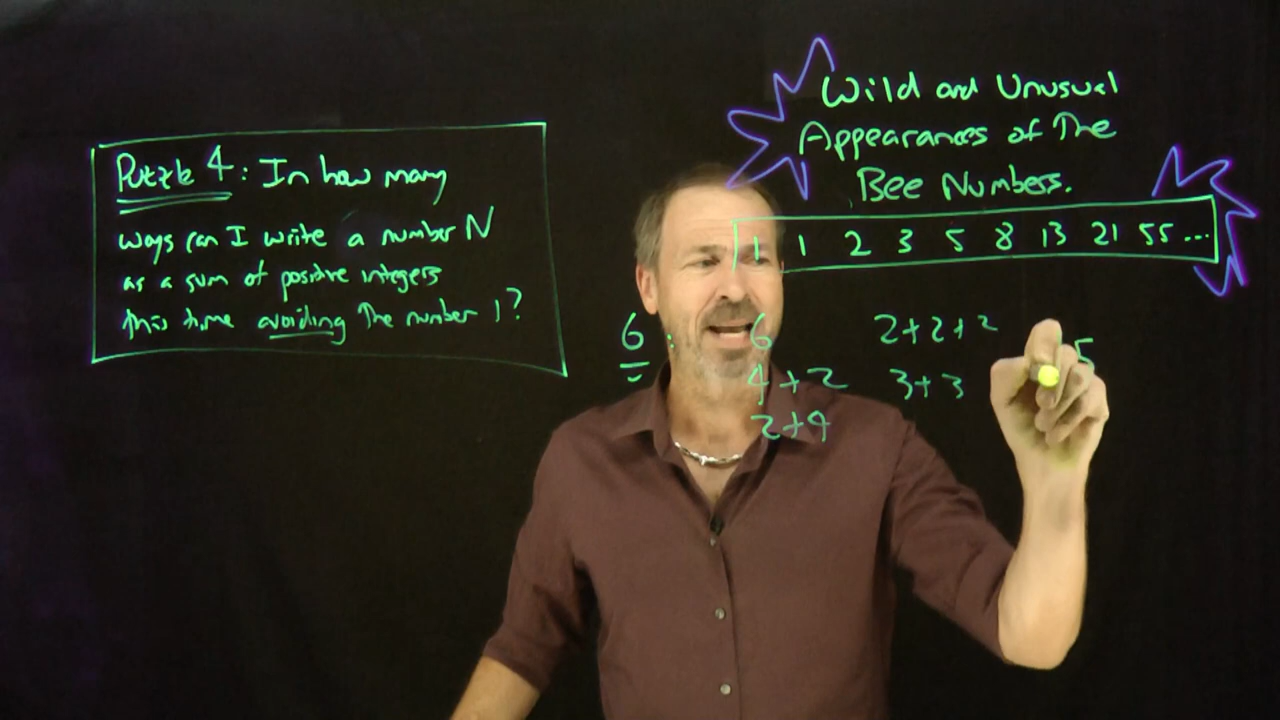 Puzzle 4: In how many
ways can I write a number N
as a sum of positive integers
this time avoiding the number 1?
Wild and Unusual
Appearances of The
Bee Numbers.
1 1 2 3 5 8 13 21 55 ...
6 : 6
4+2
2+4
2+2+2
3+3
5